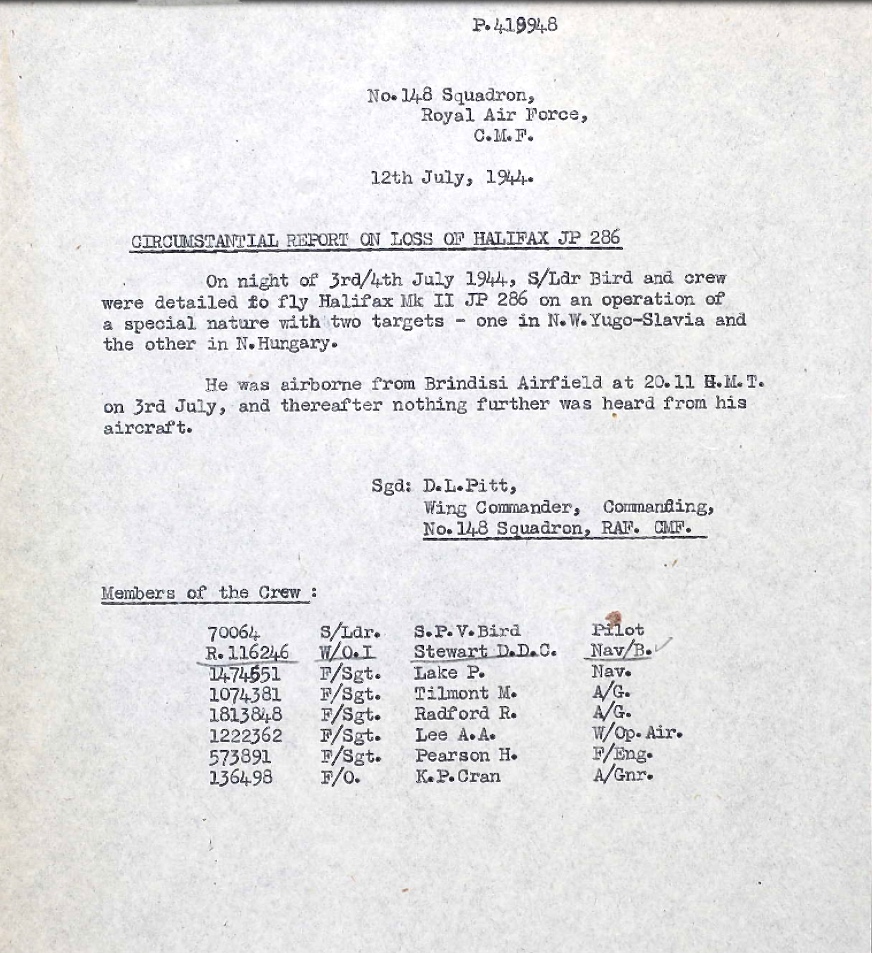 P.419948
No.148 Squadron,
Royal Air Force,
C.M.F.
12th July, 1944.
CIRCUMSTANTIAL REPORT ON LOSS OF HALIFAX JP 286
On night of 3rd/4th July 1944, S/Ldr Bird and crew
were detailed to fly Halifax Mk II JP 286 on an operation of
a special nature with two targets - one in N.W.Yugo-Slavia and
the other in N.Hungary.
He was airborne from Brindisi Airfield at 20.11 G.M.T.
on 3rd July, and thereafter nothing further was heard from his
aircraft.
Sgd: D.L.Pitt,
Wing Commander, Commanding,
No.148 Squadron, RAF. CMF.
Members of the Crew :
70064 S/Ldr. S.P.V.Bird Pilot
R.116246 W/O.I Stewart D.D.C. Nav/B.
1474551 F/Sgt. Lake P. Nav.
1074381 F/Sgt. Tilmont M. A/G.
1813848 F/Sgt. Radford R. A/G.
1222362 F/Sgt. Lee A.A. W/Op.Air.
573891 F/Sgt. Pearson H. F/Eng.
136498 F/O. K.P.Cran A/Gnr.